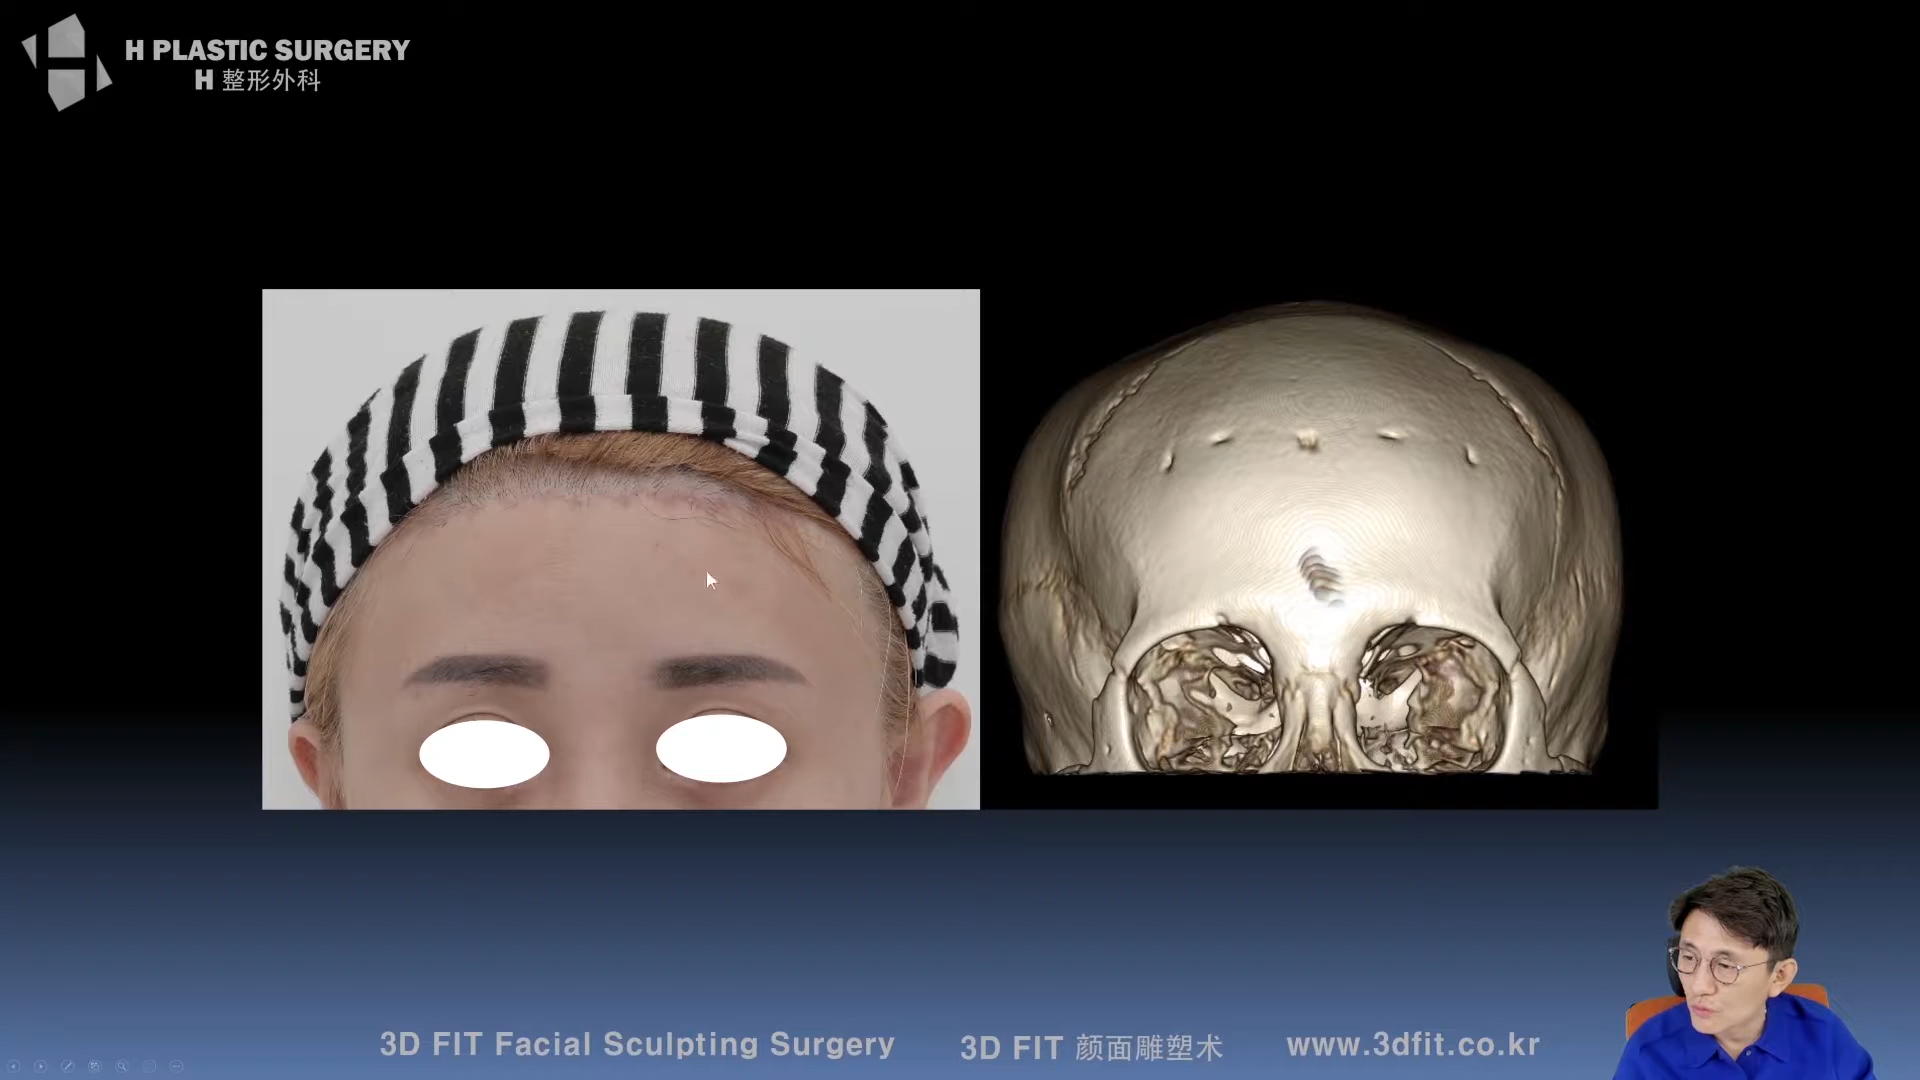 H PLASTIC SURGERY
H 整形外科
3D FIT Facial Sculpting Surgery 3D FIT 颜面雕塑术 www.3dfit.co.kr